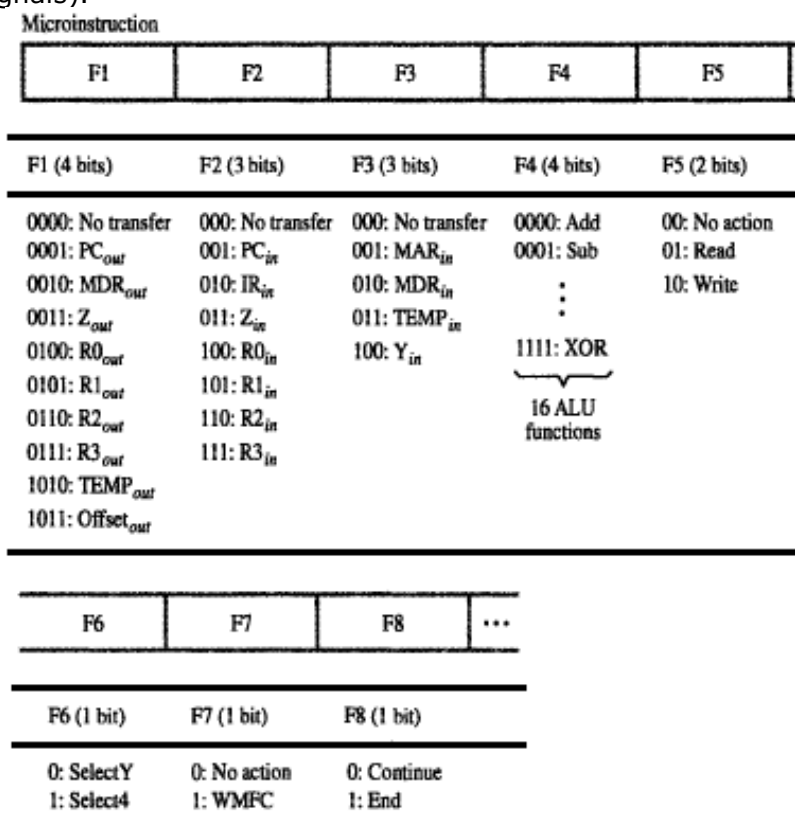 gnals).
Microinstruction
F1 F2 F3 F4 F5
F1 (4 bits) F2 (3 bits) F3 (3 bits) F4 (4 bits) F5 (2 bits)
0000: No transfer 000: No transfer 000: No transfer 0000: Add 00: No action
0001: PCout 001: PCin 001: MARin 0001: Sub 01: Read
0010: MDRout 010: IRin 010: MDRin ⋮ 10: Write
0011: Zout 011: Zin 011: TEMPin
0100: R0out 100: R0in 100: Yin 1111: XOR
0101: R1out 101: R1in
0110: R2out 110: R2in 16 ALU
0111: R3out 111: R3in functions
1010: TEMPout
1011: Offsetout
F6 F7 F8 ···
F6 (1 bit) F7 (1 bit) F8 (1 bit)
0: SelectY 0: No action 0: Continue
1: Select4 1: WMFC 1: End